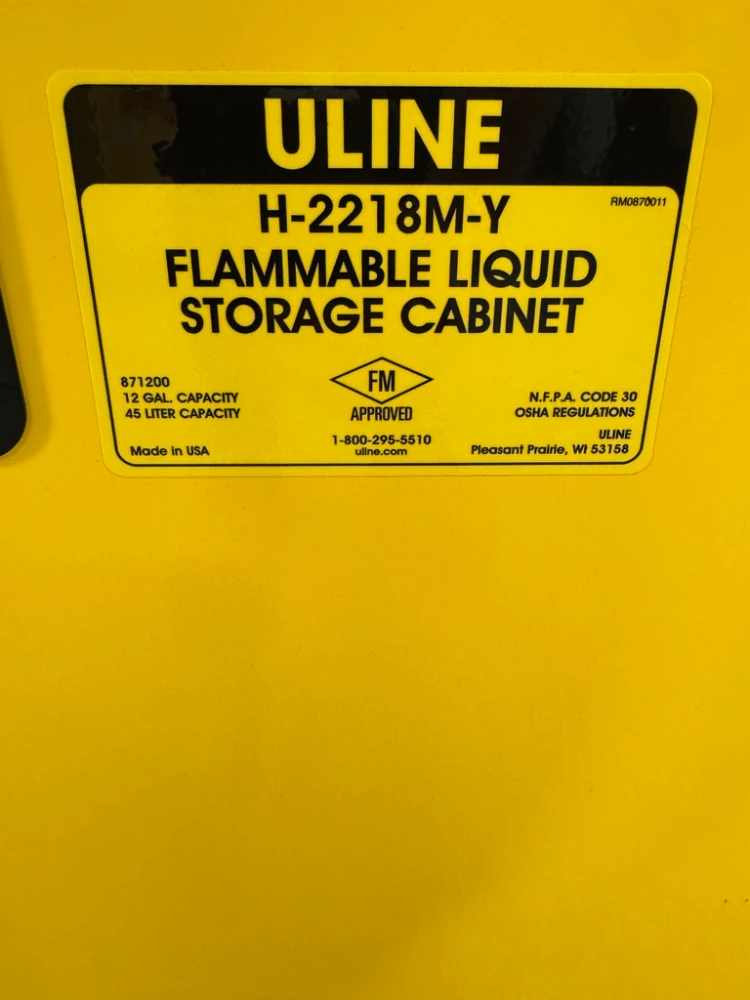 ULINE
H-2218M-Y
RM0870011
FLAMMABLE LIQUID
STORAGE CABINET
871200
12 GAL. CAPACITY
45 LITER CAPACITY
Made in USA
FM
APPROVED
1-800-295-5510
uline.com
N.F.P.A. CODE 30
OSHA REGULATIONS
ULINE
Pleasant Prairie, WI 53158